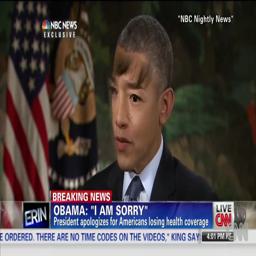 NBC NEWS
EXCLUSIVE
"NBC Nightly News"
BREAKING NEWS
ERIN
OBAMA: "I AM SORRY"
President apologizes for Americans losing health coverage
LIVE CNN
4:01 PM
E ORDERED. THERE ARE NO TIME CODES ON THE VIDEOS," KING SAY